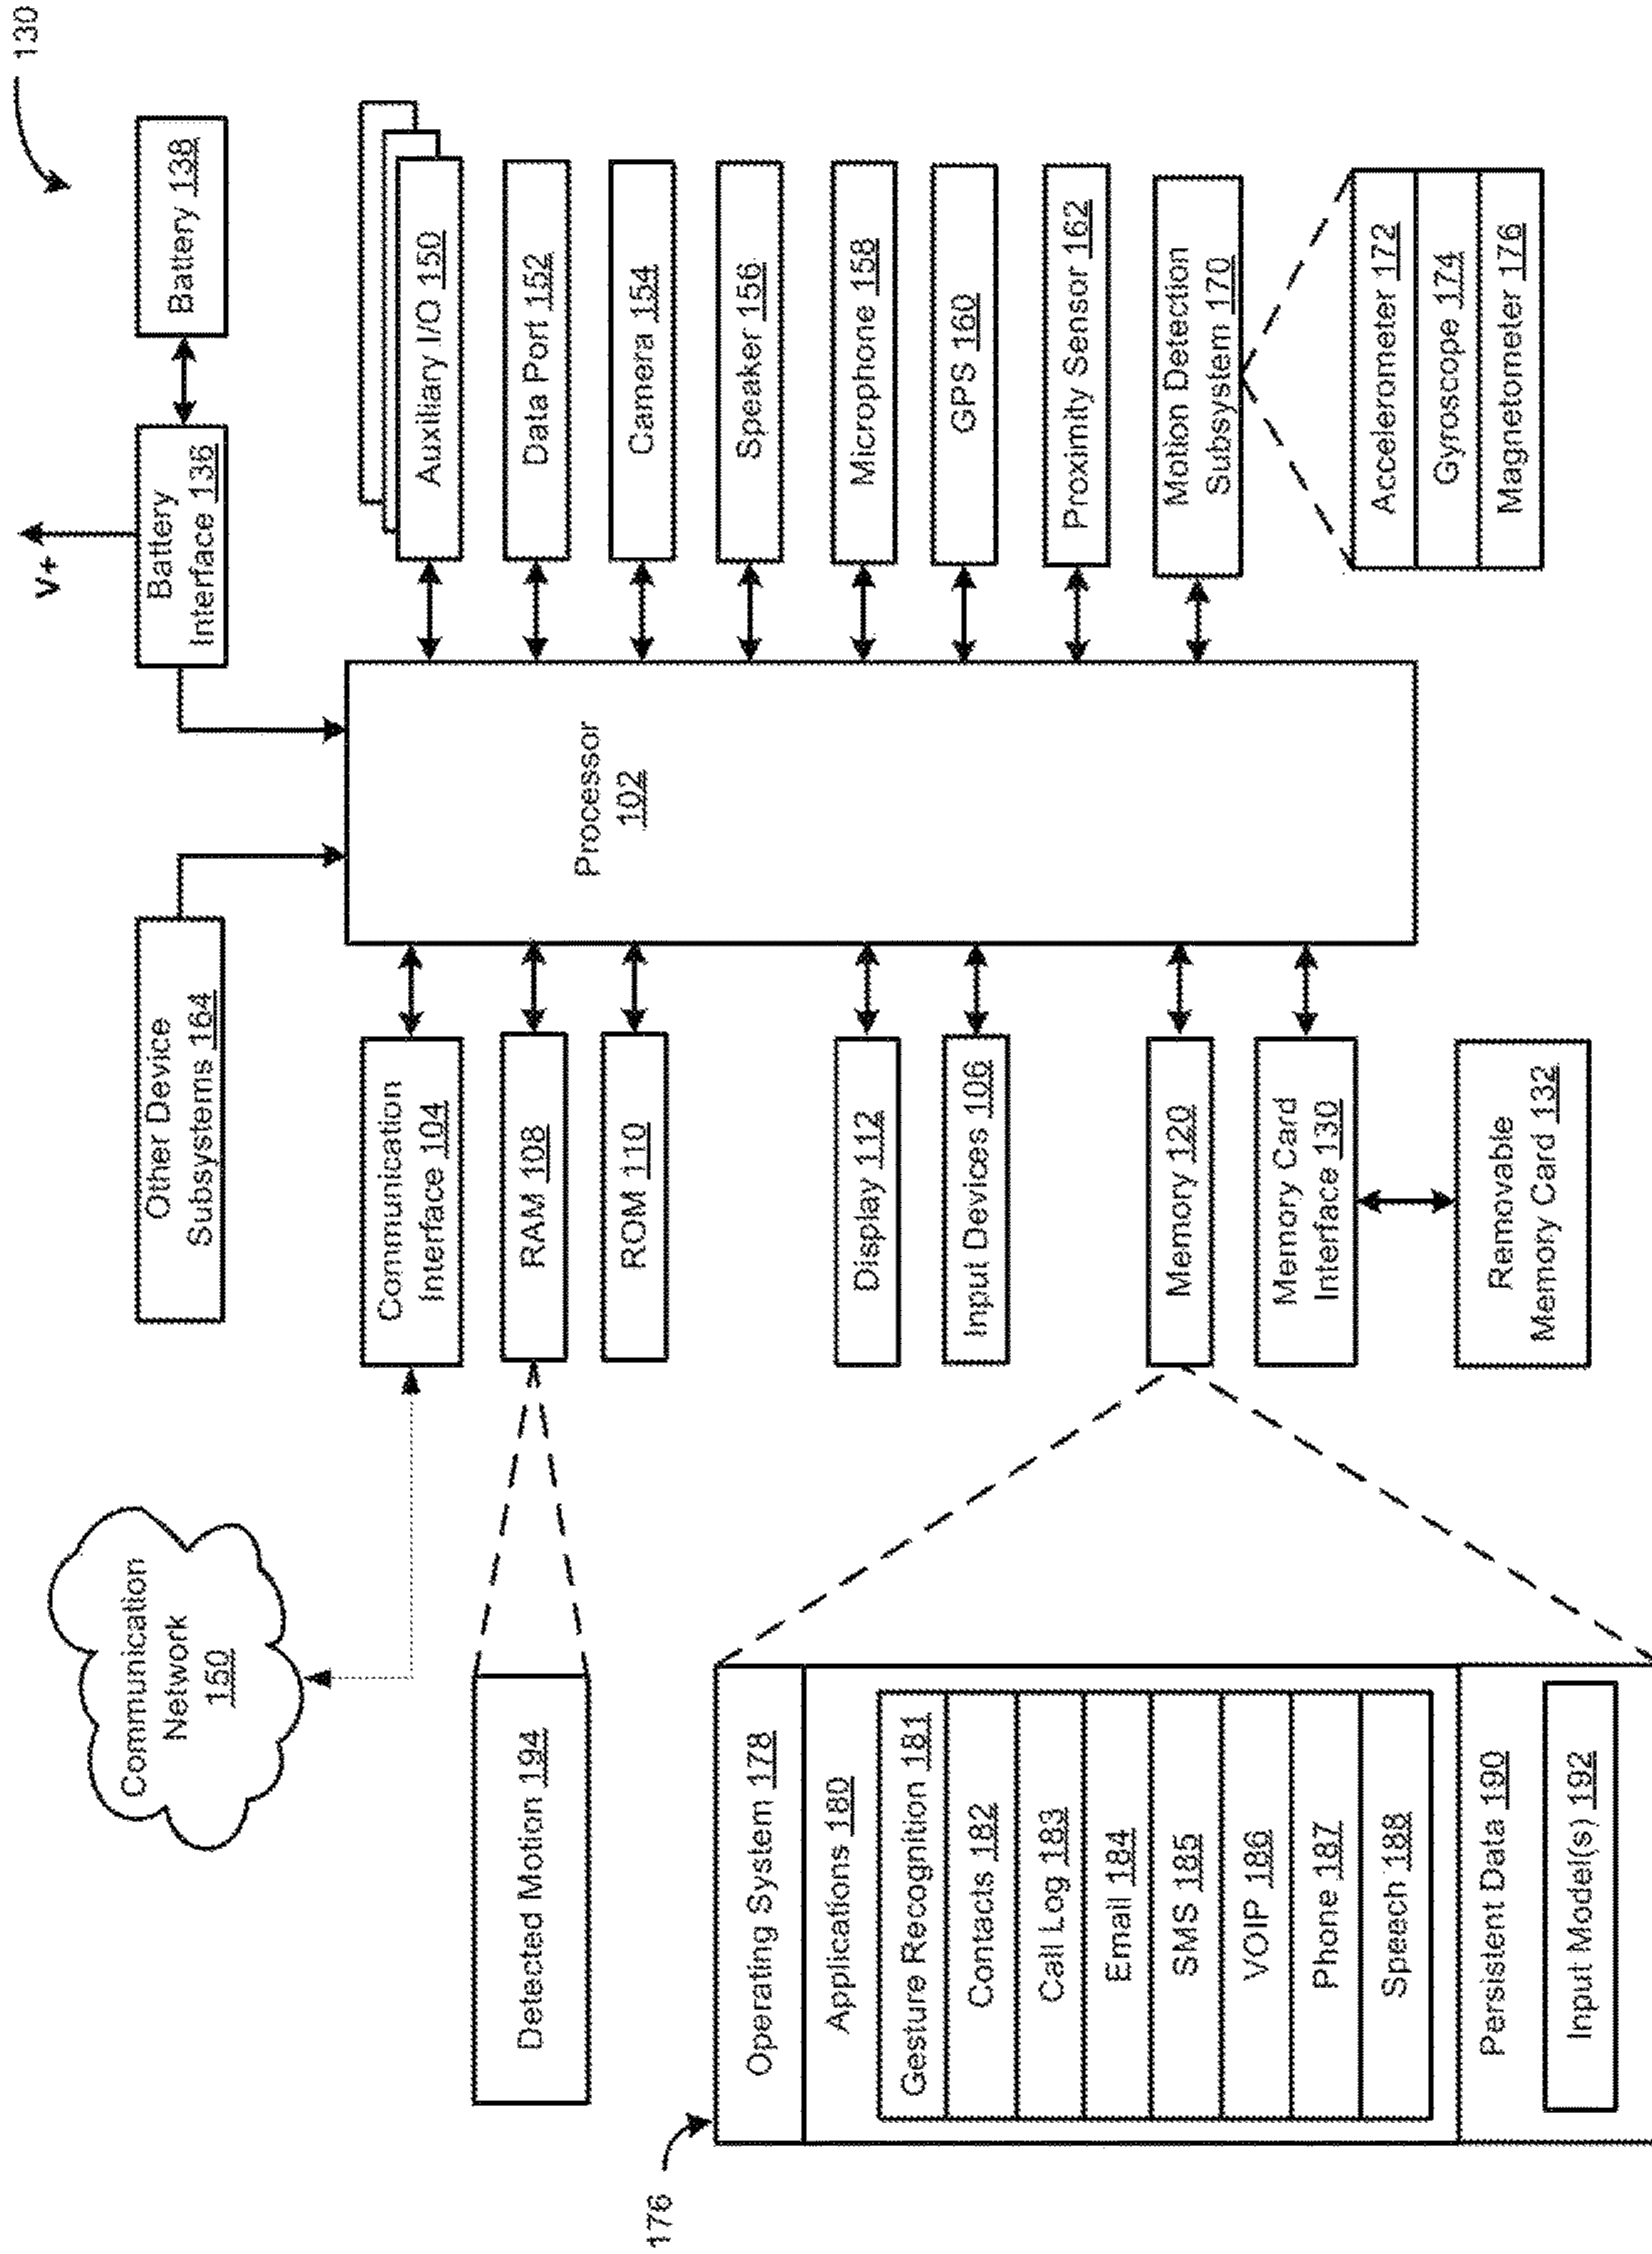 130
V+
Other Device
Subsystems 164
Battery
Interface 136
Battery 138
Communication
Network
150
Communication
Interface 104
RAM 108
ROM 110
Display 112
Input Devices 106
Memory 120
Memory Card
Interface 130
Removable
Memory Card 132
Processor
102
Auxiliary I/O 150
Data Port 152
Camera 154
Speaker 156
Microphone 158
GPS 160
Proximity Sensor 162
Motion Detection
Subsystem 170
Accelerometer 172
Gyroscope 174
Magnetometer 176
Detected Motion 194
176
Operating System 178
Applications 180
Gesture Recognition 181
Contacts 182
Call Log 183
Email 184
SMS 185
VOIP 186
Phone 187
Speech 188
Persistent Data 190
Input Model(s) 192